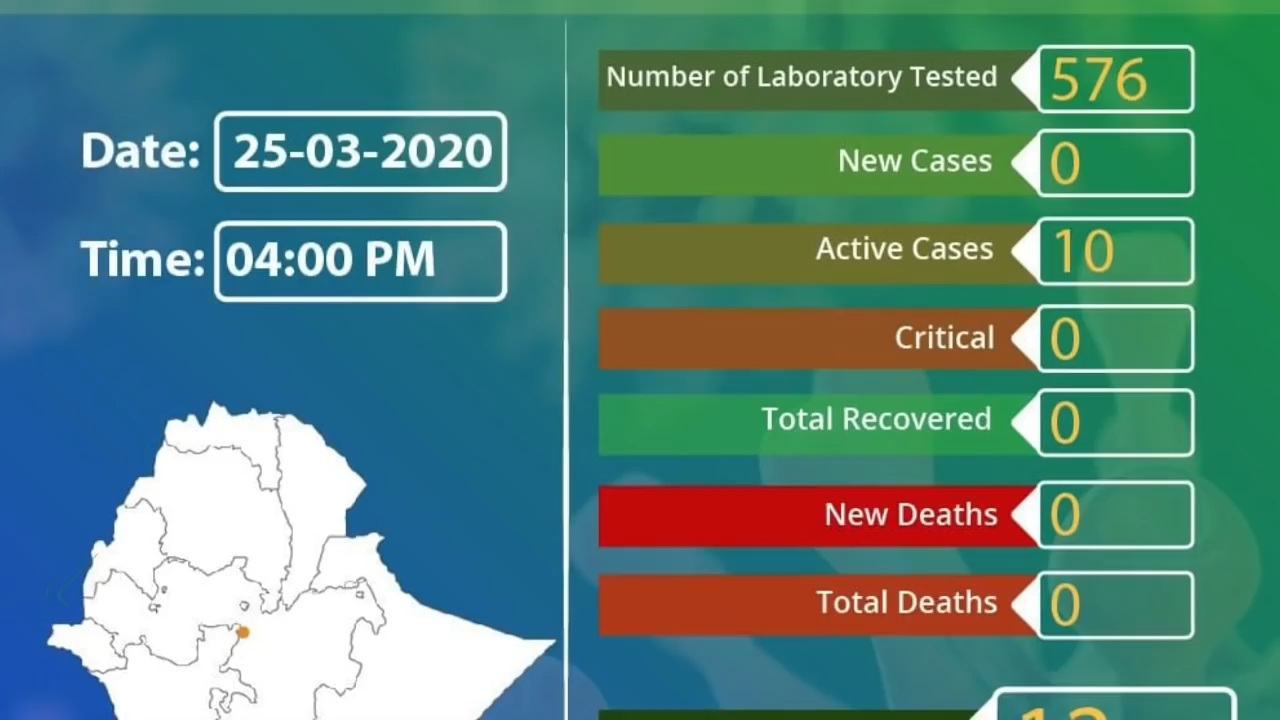 Date: 25-03-2020
Time: 04:00 PM
Number of Laboratory Tested 576
New Cases 0
Active Cases 10
Critical 0
Total Recovered 0
New Deaths 0
Total Deaths 0
12